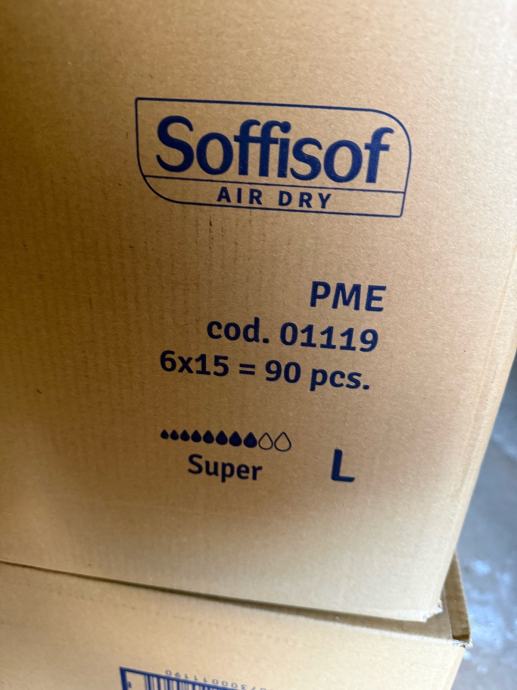 Soffisof
AIR DRY
PME
cod. 01119
6x15 = 90 pcs.
Super L